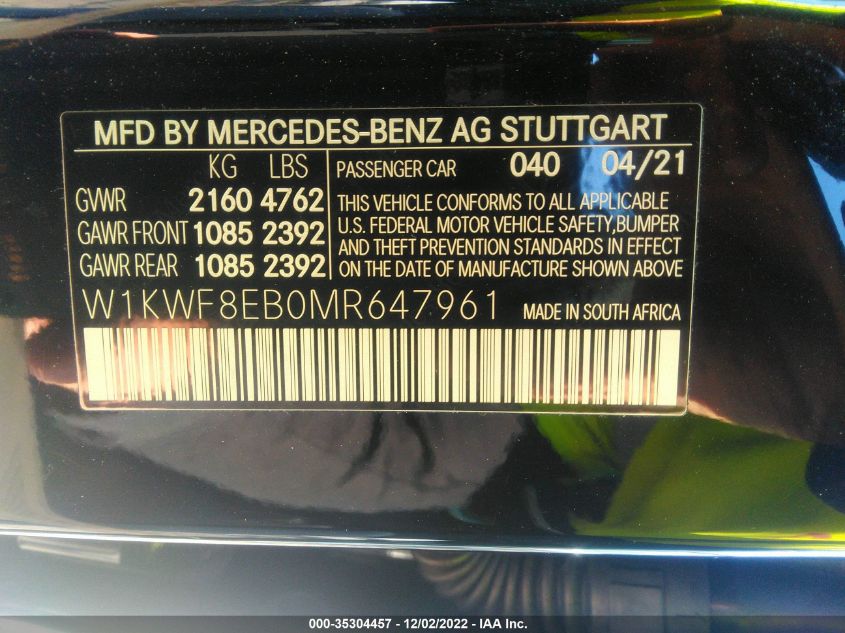 MFD BY MERCEDES-BENZ AG STUTTGART
KG LBS
GVWR 2160 4762
GAWR FRONT 1085 2392
GAWR REAR 1085 2392
PASSENGER CAR 040 04/21
THIS VEHICLE CONFORMS TO ALL APPLICABLE
U.S. FEDERAL MOTOR VEHICLE SAFETY,BUMPER
AND THEFT PREVENTION STANDARDS IN EFFECT
ON THE DATE OF MANUFACTURE SHOWN ABOVE
W1KWF8EB0MR647961 MADE IN SOUTH AFRICA
000-35304457 - 12/02/2022 - IAA Inc.